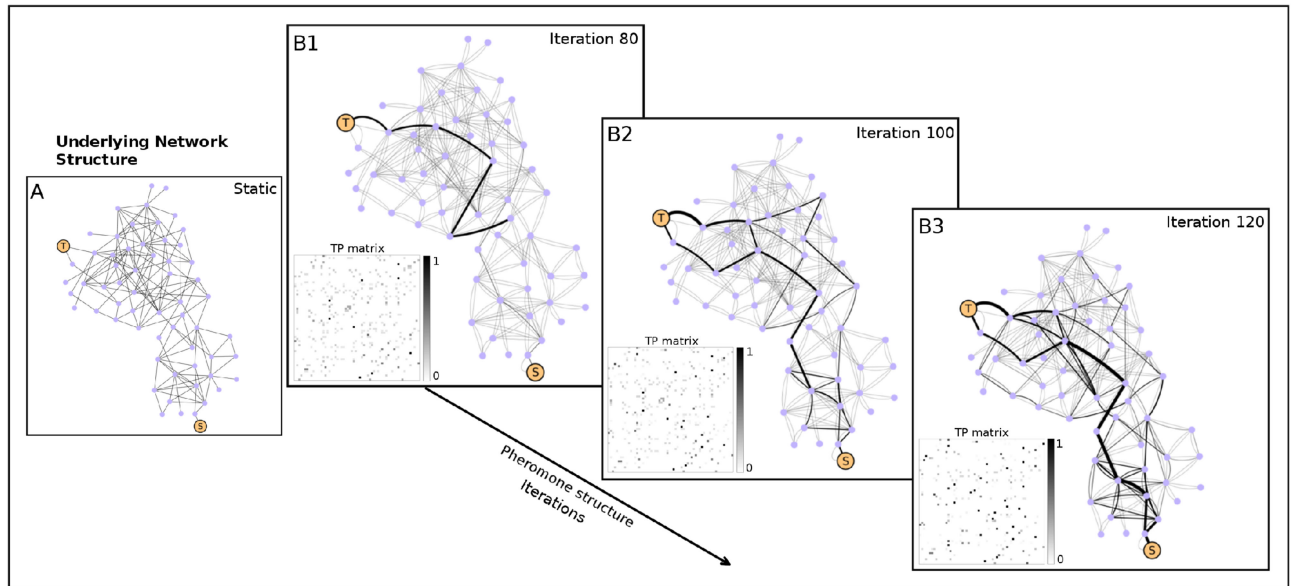 Underlying Network
Structure
A
Static
T
S
B1
Iteration 80
T
TP matrix
1
0
S
B2
Iteration 100
T
TP matrix
1
0
S
B3
Iteration 120
T
TP matrix
1
0
S
Pheromone structure
Iterations